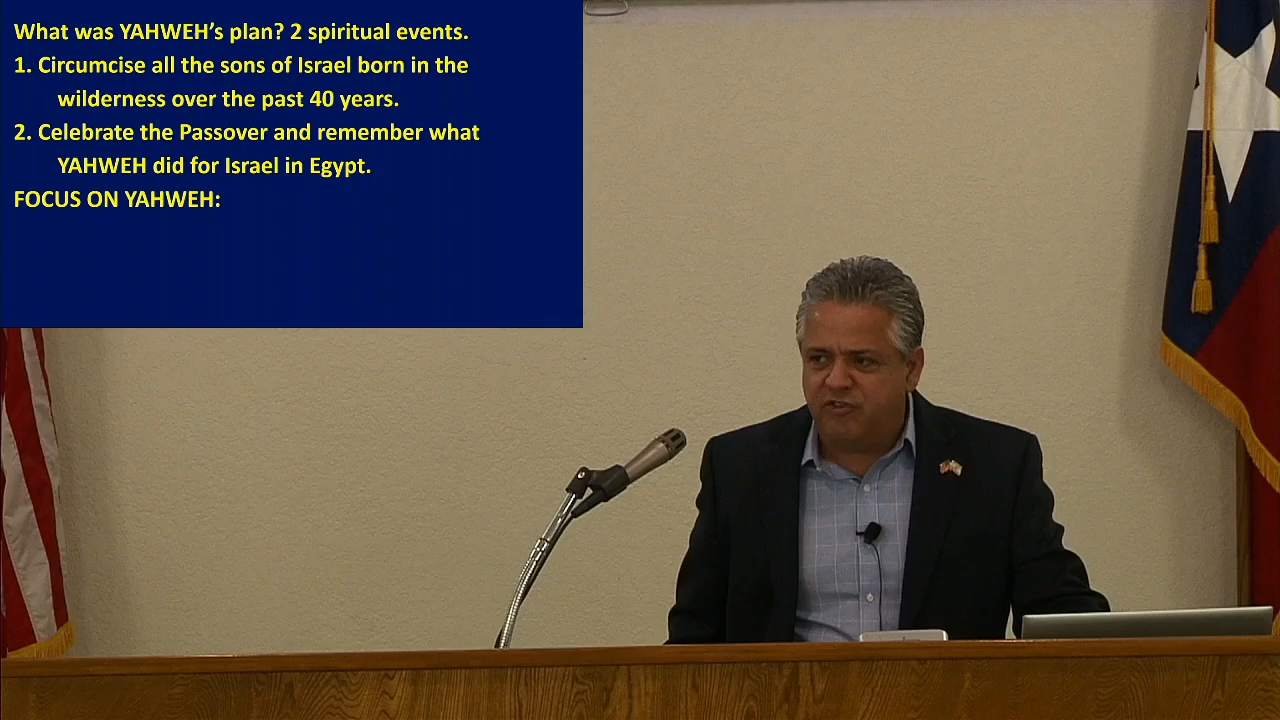 What was YAHWEH’s plan? 2 spiritual events.
1. Circumcise all the sons of Israel born in the
wilderness over the past 40 years.
2. Celebrate the Passover and remember what
YAHWEH did for Israel in Egypt.
FOCUS ON YAHWEH: